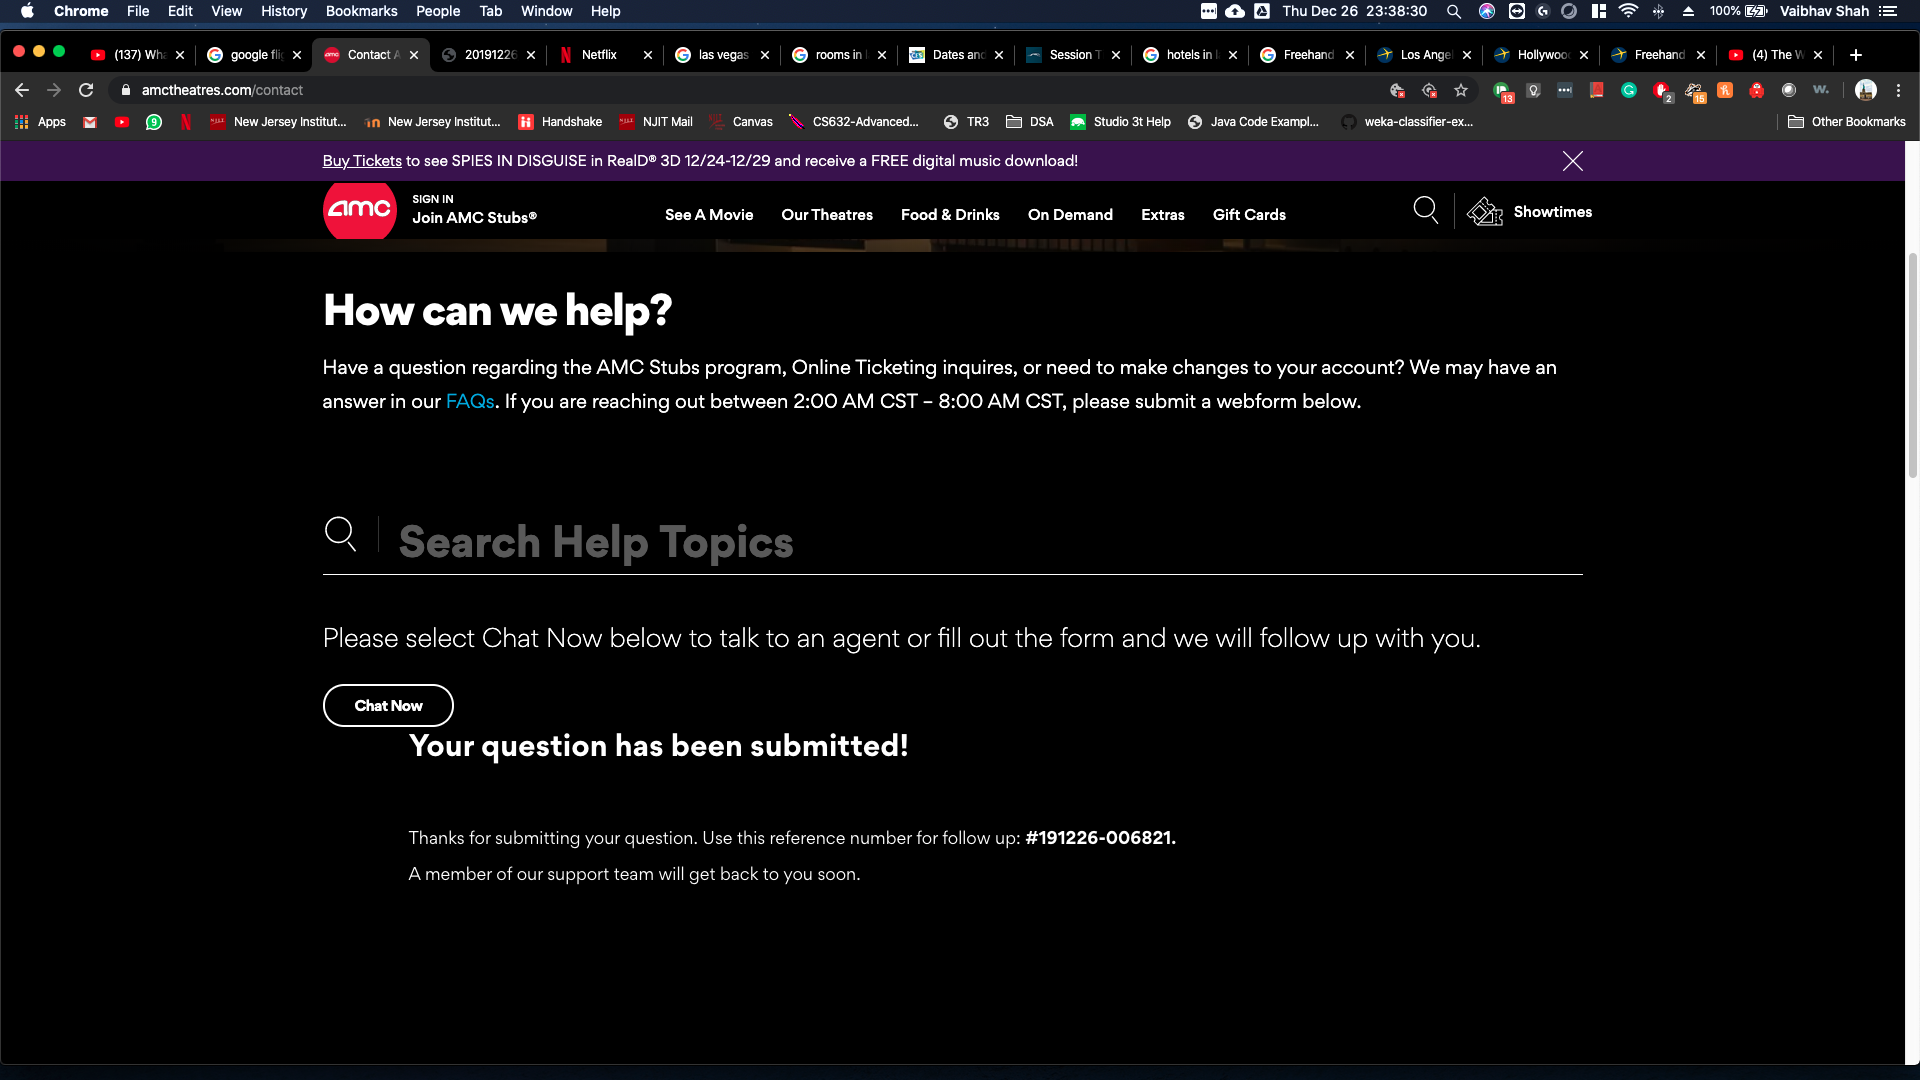 Chrome File Edit View History Bookmarks People Tab Window Help Thu Dec 26 23:38:30 100% Vaibhav Shah
(137) Wha google fli Contact A 20191226 Netflix las vegas rooms in Dates and Session T hotels in l Freehand Los Angel Hollywoo Freehand (4) The W
amctheatres.com/contact 13 2 15 w.
Apps 9 New Jersey Institut... New Jersey Institut... Handshake NJIT Mail Canvas CS632-Advanced... TR3 DSA Studio 3t Help Java Code Exampl... weka-classifier-ex... Other Bookmarks
Buy Tickets to see SPIES IN DISGUISE in RealD® 3D 12/24-12/29 and receive a FREE digital music download!
amc SIGN IN
Join AMC Stubs® See A Movie Our Theatres Food & Drinks On Demand Extras Gift Cards Showtimes
How can we help?
Have a question regarding the AMC Stubs program, Online Ticketing inquires, or need to make changes to your account? We may have an
answer in our FAQs. If you are reaching out between 2:00 AM CST – 8:00 AM CST, please submit a webform below.
Search Help Topics
Please select Chat Now below to talk to an agent or fill out the form and we will follow up with you.
Chat Now
Your question has been submitted!
Thanks for submitting your question. Use this reference number for follow up: #191226-006821.
A member of our support team will get back to you soon.